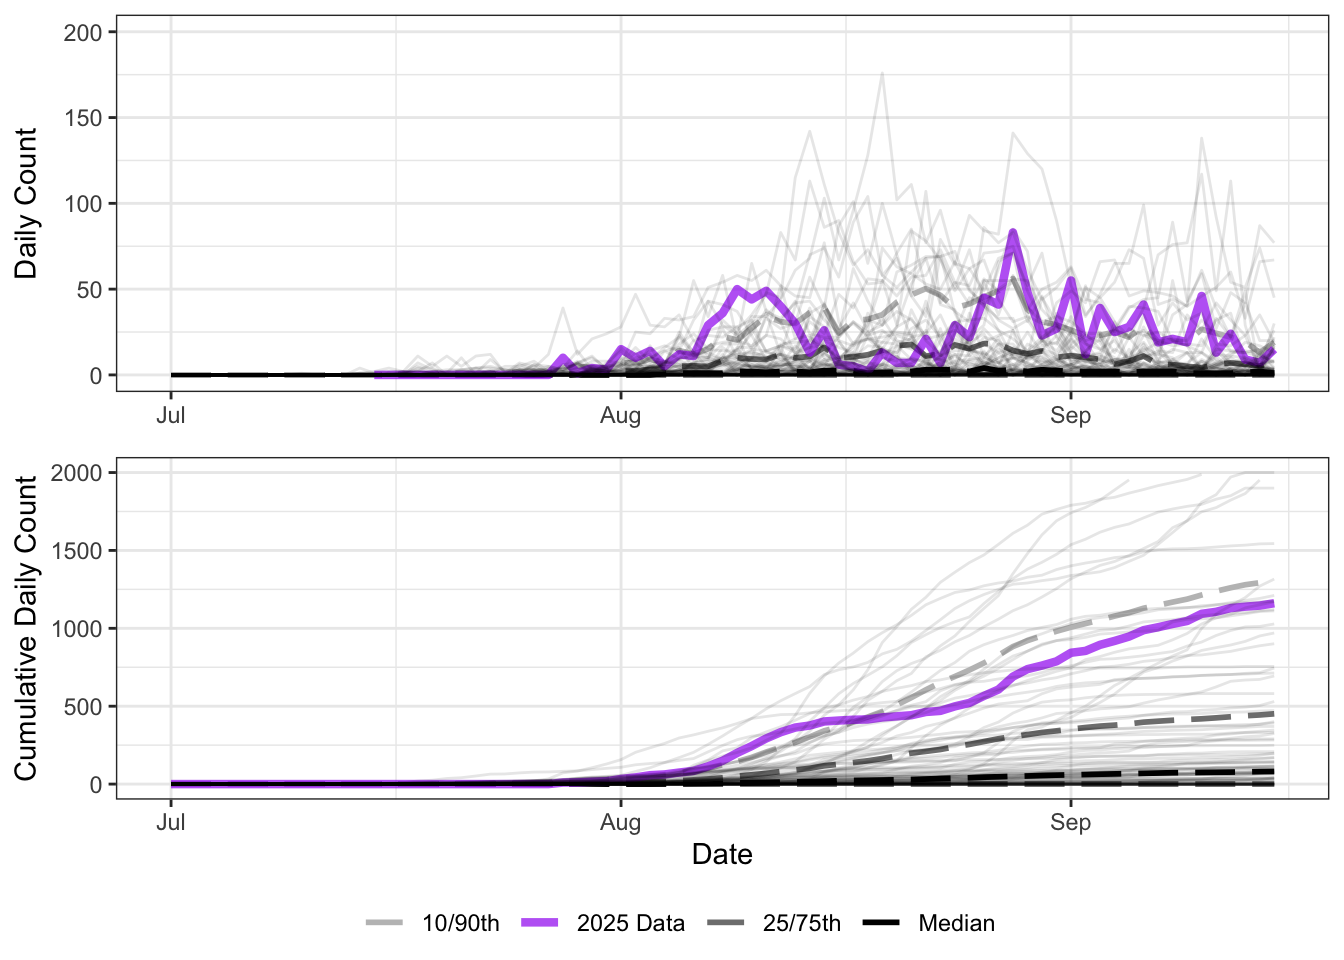 200
150
100
50
0
Daily Count
Jul Aug Sep
2000
1500
1000
500
0
Cumulative Daily Count
Jul Aug Sep
Date
10/90th 2025 Data 25/75th Median